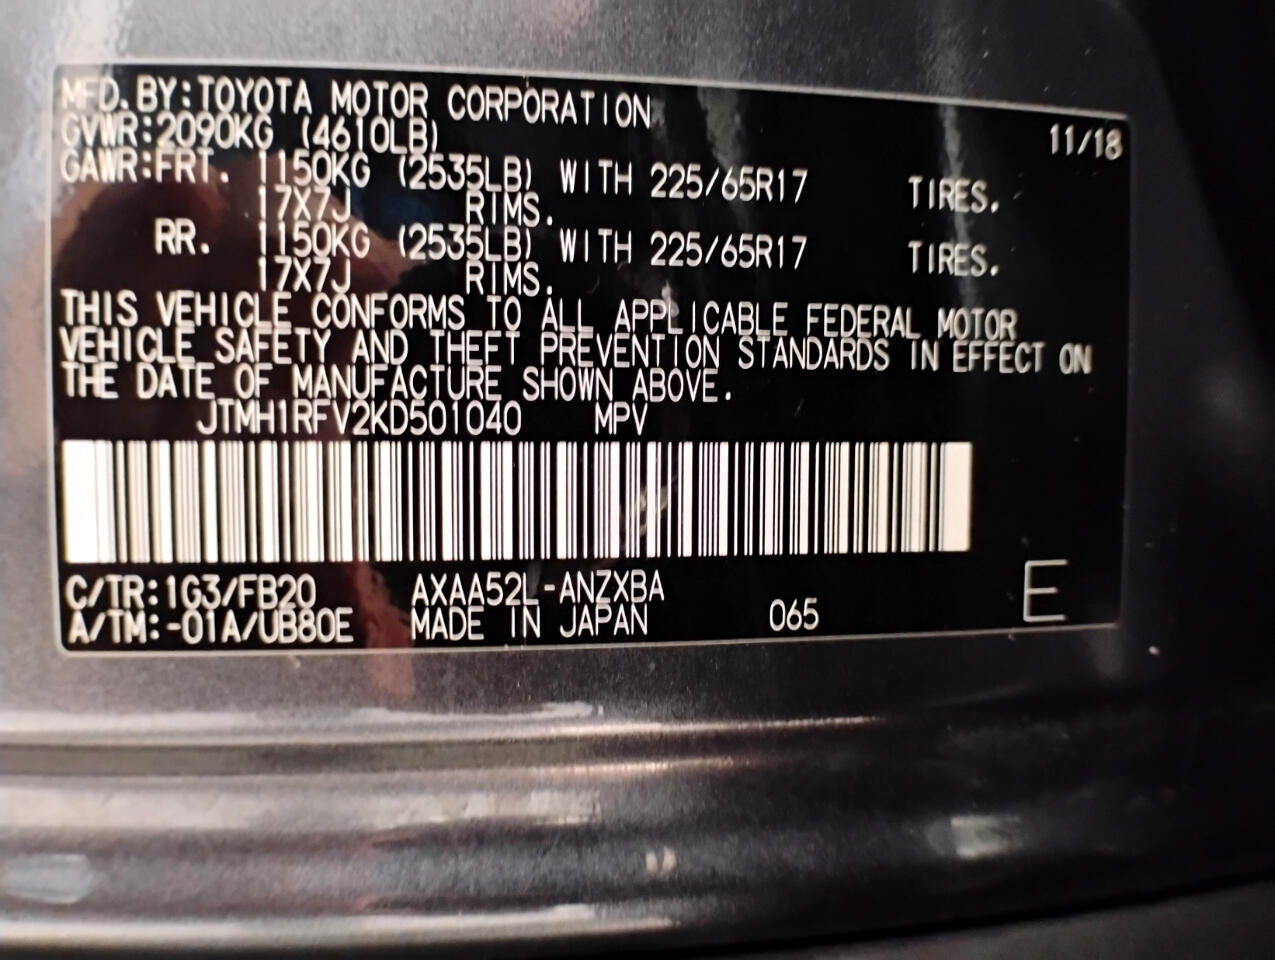 MFD.BY:TOYOTA MOTOR CORPORATION
11/18
GVWR:2090KG (4610LB)
GAWR:FRT. 1150KG (2535LB) WITH 225/65R17 TIRES.
17X7J RIMS.
RR. 1150KG (2535LB) WITH 225/65R17 TIRES.
17X7J RIMS.
THIS VEHICLE CONFORMS TO ALL APPLICABLE FEDERAL MOTOR
VEHICLE SAFETY AND THEFT PREVENTION STANDARDS IN EFFECT ON
THE DATE OF MANUFACTURE SHOWN ABOVE.
JTMH1RFV2KD501040 MPV
C/TR:1G3/FB20 AXAA52L-ANZXBA
A/TM:-01A/UB80E MADE IN JAPAN 065 E